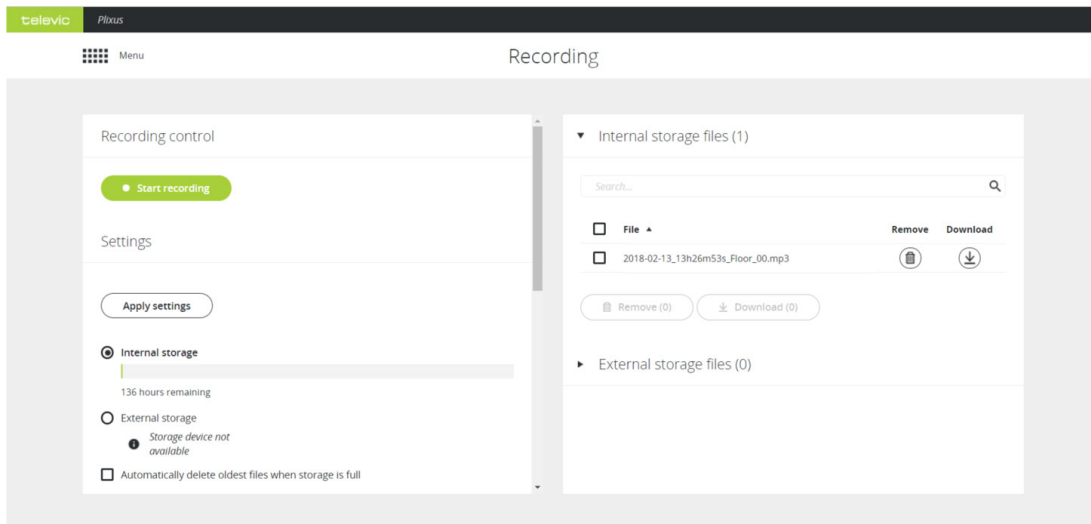 televic Plixus
Menu
Recording
Recording control
Start recording
Settings
Apply settings
Internal storage
136 hours remaining
External storage
Storage device not
available
Automatically delete oldest files when storage is full
Internal storage files (1)
Search...
File Remove Download
2018-02-13_13h26m53s_Floor_00.mp3
Remove (0) Download (0)
External storage files (0)